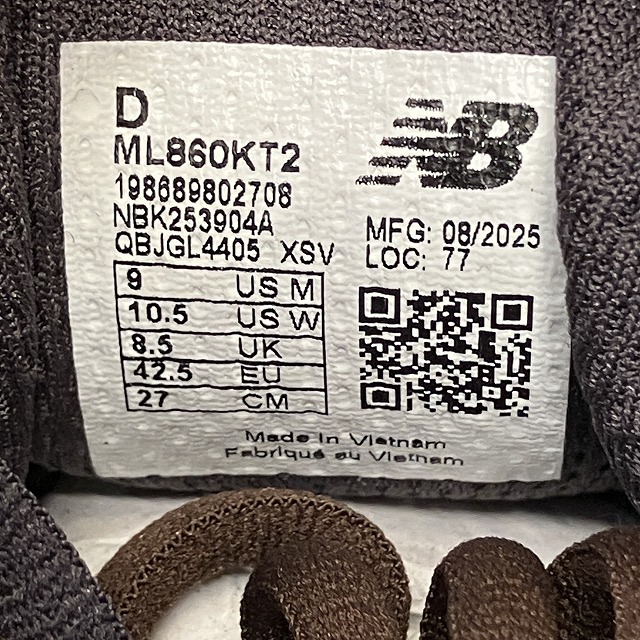 D
ML860KT2
198689802708
NBK253904A
QBJGL4405 XSV
NB
MFG: 08/2025
LOC: 77
9 US M
10.5 US W
8.5 UK
42.5 EU
27 CM
Made in Vietnam
Fabriqué au Vietnam